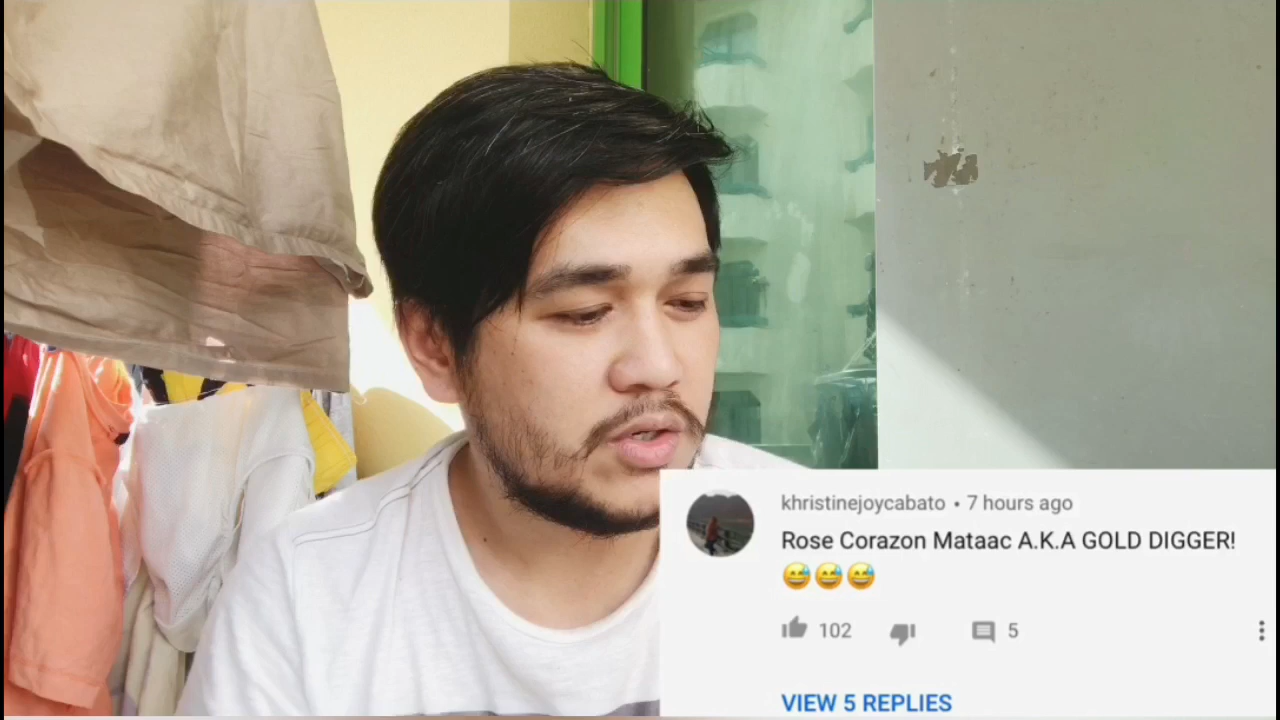 khristinejoycabato • 7 hours ago
Rose Corazon Mataac A.K.A GOLD DIGGER!
😅😅😅
102 5
VIEW 5 REPLIES